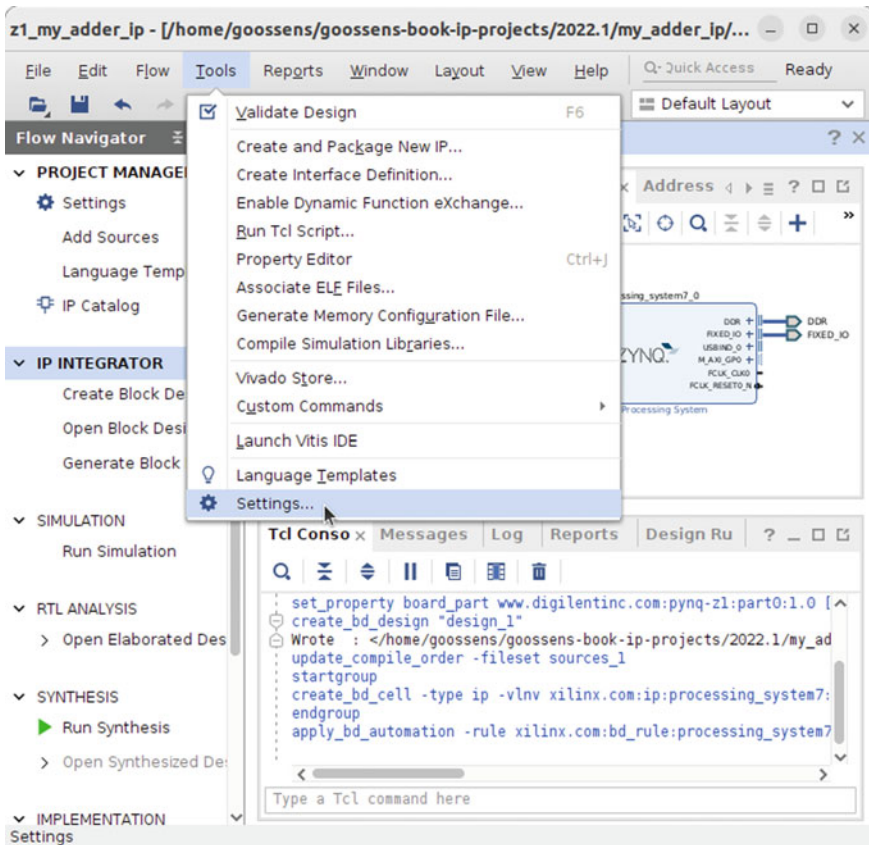 z1_my_adder_ip - [/home/goossens/goossens-book-ip-projects/2022.1/my_adder_ip/...
File Edit Flow Tools Reports Window Layout View Help Quick Access Ready
Default Layout
Flow Navigator
PROJECT MANAGE
Settings
Add Sources
Language Temp
IP Catalog
IP INTEGRATOR
Create Block De
Open Block Desi
Generate Block
SIMULATION
Run Simulation
RTL ANALYSIS
Open Elaborated Des
SYNTHESIS
Run Synthesis
Open Synthesized Des
IMPLEMENTATION
Settings
Validate Design F6
Create and Package New IP...
Create Interface Definition...
Enable Dynamic Function eXchange...
Run Tcl Script...
Property Editor Ctrl+J
Associate ELF Files...
Generate Memory Configuration File...
Compile Simulation Libraries...
Vivado Store...
Custom Commands
Launch Vitis IDE
Language Templates
Settings...
Address
ssing_system7_0
DDR
FIXED_IO
USBIND_0
M_AXI_GP0
FCLK_CLK0
FCLK_RESET0_N
DDR
FIXED_IO
ZYNQ
Processing System
Tcl Conso Messages Log Reports Design Ru
set_property board_part www.digilentinc.com:pynq-z1:part0:1.0 [
create_bd_design "design_1"
Wrote : </home/goossens/goossens-book-ip-projects/2022.1/my_ad
update_compile_order -fileset sources_1
startgroup
create_bd_cell -type ip -vlnv xilinx.com:ip:processing_system7:
endgroup
apply_bd_automation -rule xilinx.com:bd_rule:processing_system7
Type a Tcl command here